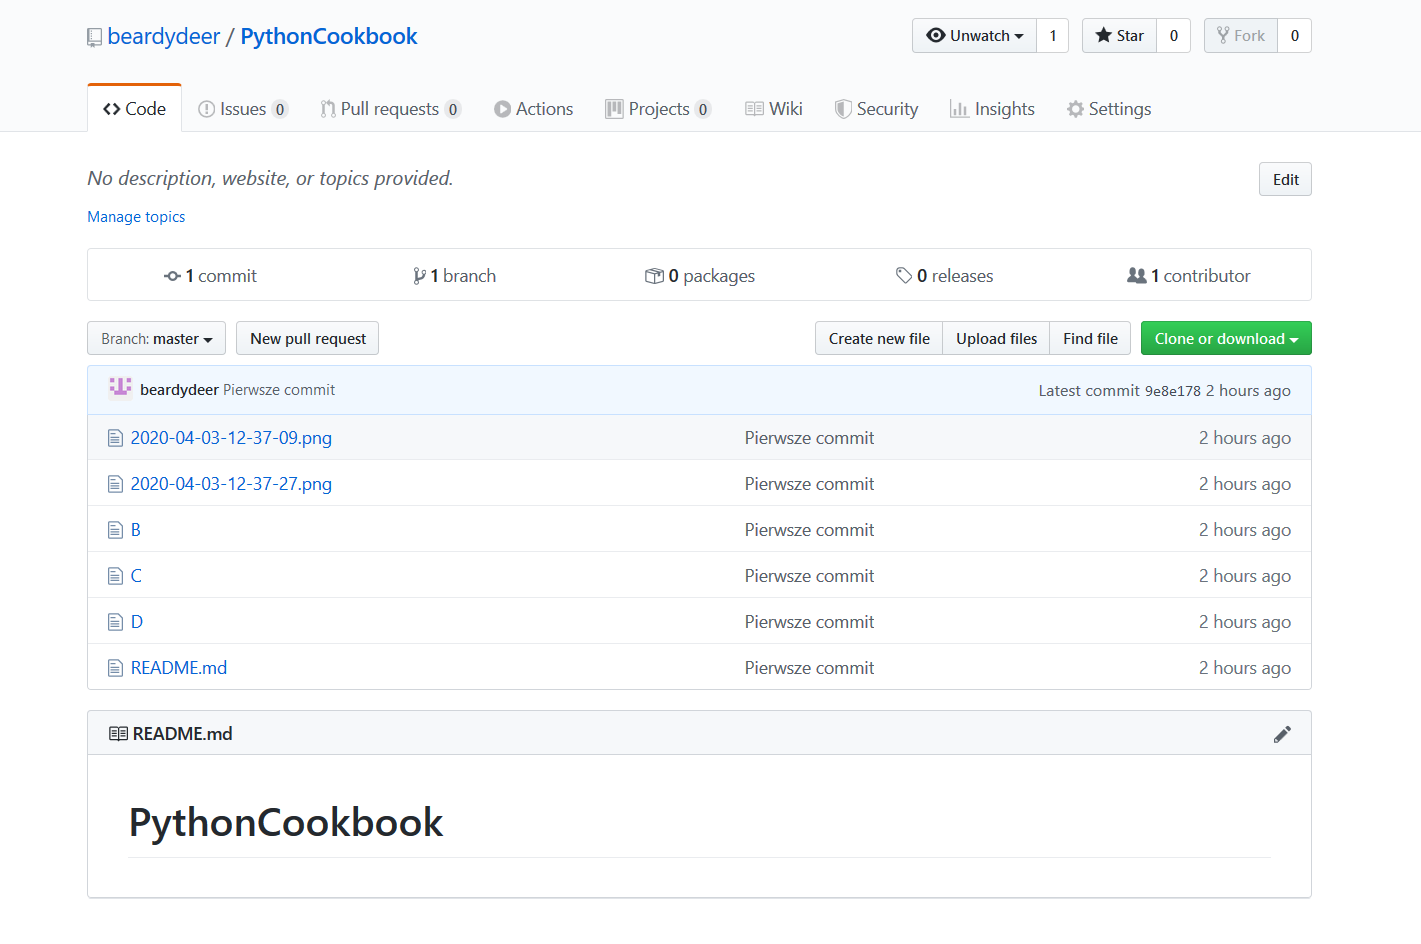 beardydeer / PythonCookbook
Unwatch 1 Star 0 Fork 0
Code Issues 0 Pull requests 0 Actions Projects 0 Wiki Security Insights Settings
No description, website, or topics provided. Edit
Manage topics
1 commit 1 branch 0 packages 0 releases 1 contributor
Branch: master New pull request Create new file Upload files Find file Clone or download
beardydeer Pierwsze commit Latest commit 9e8e178 2 hours ago
2020-04-03-12-37-09.png Pierwsze commit 2 hours ago
2020-04-03-12-37-27.png Pierwsze commit 2 hours ago
B Pierwsze commit 2 hours ago
C Pierwsze commit 2 hours ago
D Pierwsze commit 2 hours ago
README.md Pierwsze commit 2 hours ago
README.md
PythonCookbook